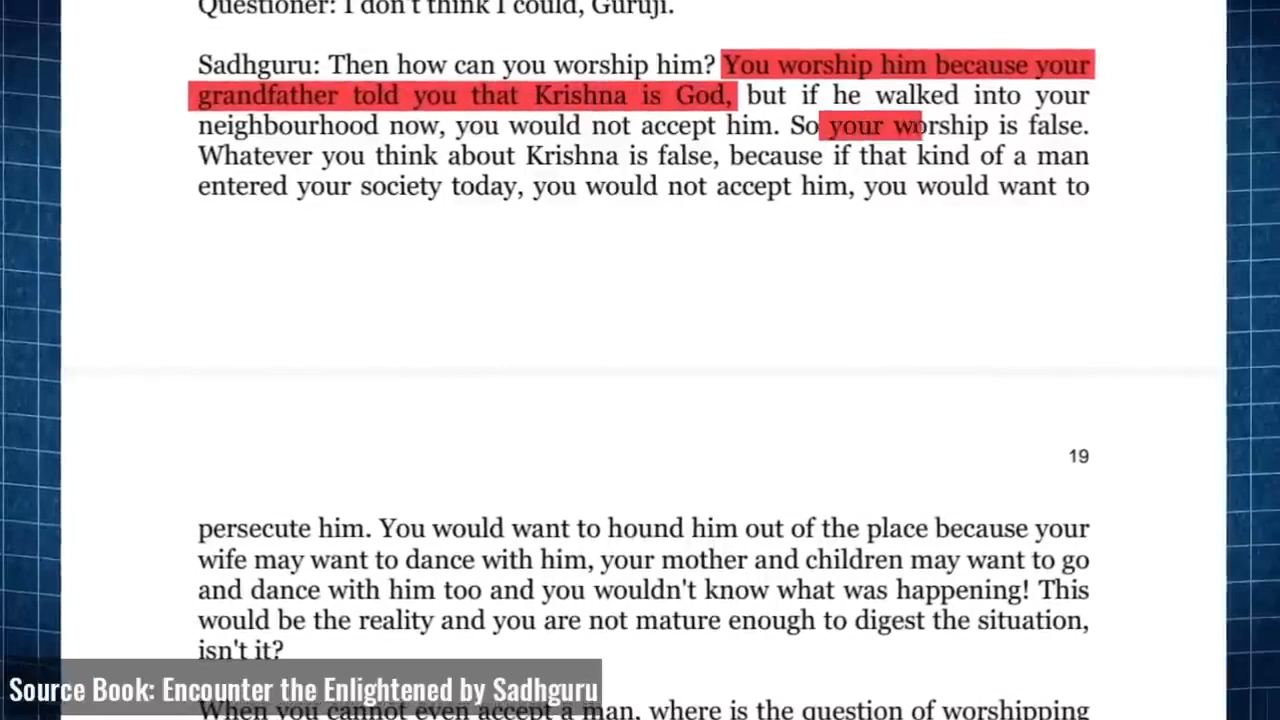 Questioner: I don't think I could, Guruji.
Sadhguru: Then how can you worship him? You worship him because your
grandfather told you that Krishna is God, but if he walked into your
neighbourhood now, you would not accept him. So your worship is false.
Whatever you think about Krishna is false, because if that kind of a man
entered your society today, you would not accept him, you would want to
19
persecute him. You would want to hound him out of the place because your
wife may want to dance with him, your mother and children may want to go
and dance with him too and you wouldn't know what was happening! This
would be the reality and you are not mature enough to digest the situation,
isn't it?
Source Book: Encounter the Enlightened by Sadhguru
When you cannot even accept a man, where is the question of worshipping